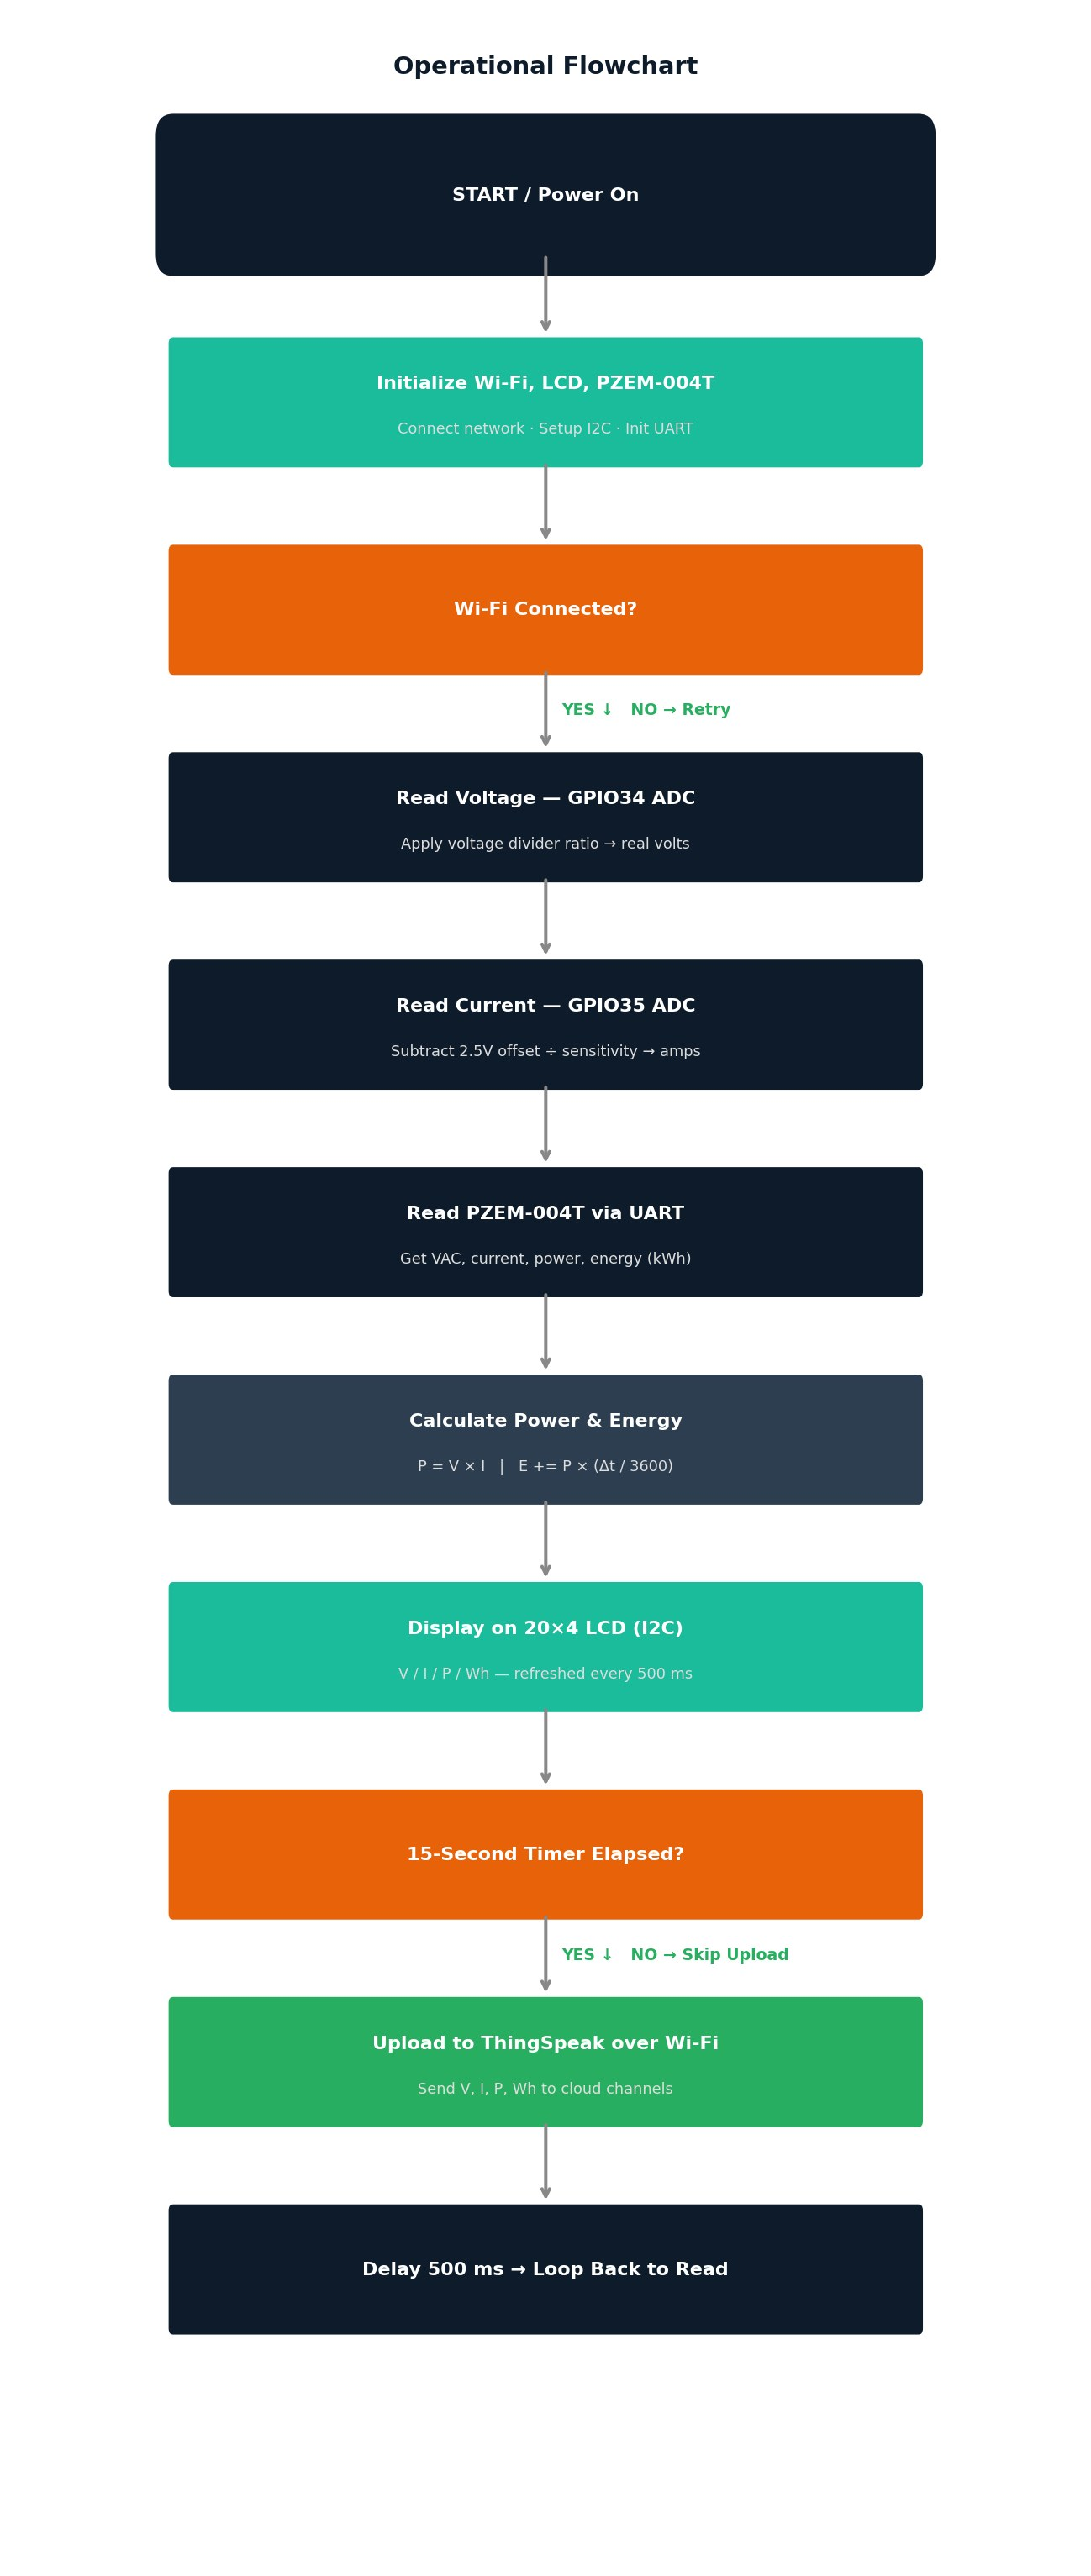 Operational Flowchart
START / Power On
Initialize Wi-Fi, LCD, PZEM-004T
Connect network · Setup I2C · Init UART
Wi-Fi Connected?
YES ↓   NO → Retry
Read Voltage — GPIO34 ADC
Apply voltage divider ratio → real volts
Read Current — GPIO35 ADC
Subtract 2.5V offset ÷ sensitivity → amps
Read PZEM-004T via UART
Get VAC, current, power, energy (kWh)
Calculate Power & Energy
P = V × I   |   E += P × (Δt / 3600)
Display on 20×4 LCD (I2C)
V / I / P / Wh — refreshed every 500 ms
15-Second Timer Elapsed?
YES ↓   NO → Skip Upload
Upload to ThingSpeak over Wi-Fi
Send V, I, P, Wh to cloud channels
Delay 500 ms → Loop Back to Read